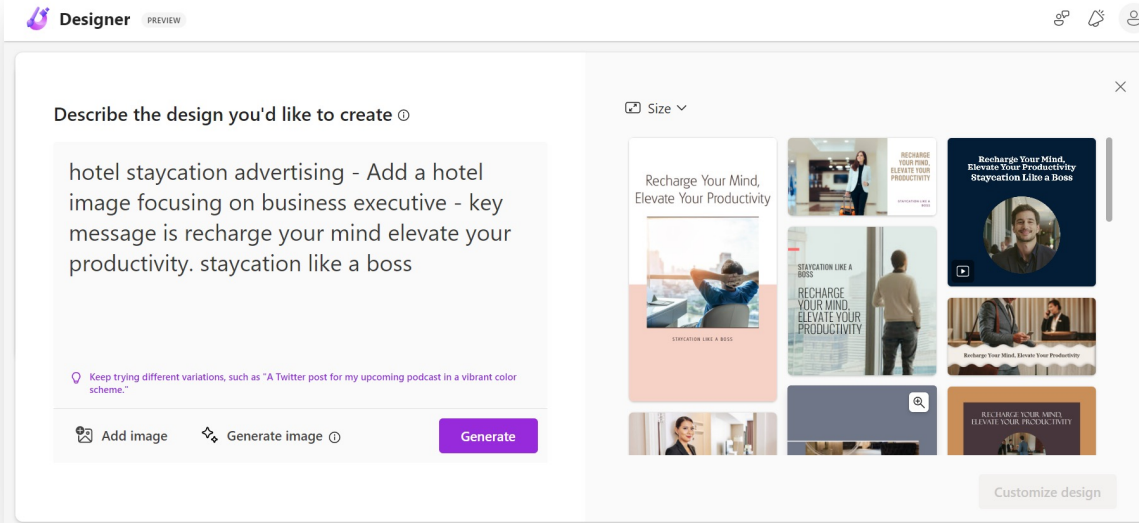 Designer PREVIEW
Describe the design you'd like to create
hotel staycation advertising - Add a hotel
image focusing on business executive - key
message is recharge your mind elevate your
productivity. staycation like a boss
Keep trying different variations, such as "A Twitter post for my upcoming podcast in a vibrant color
scheme."
Add image
Generate image
Generate
Size
Recharge Your Mind,
Elevate Your Productivity
STAYCATION LIKE A BOSS
RECHARGE
YOUR MIND,
ELEVATE YOUR
PRODUCTIVITY
STAYCATION LIKE A
BOSS
Recharge Your Mind,
Elevate Your Productivity
Staycation Like a Boss
STAYCATION LIKE A
BOSS
RECHARGE
YOUR MIND,
ELEVATE YOUR
PRODUCTIVITY
Recharge Your Mind, Elevate Your Productivity
RECHARGE YOUR MIND,
ELEVATE YOUR PRODUCTIVITY
Customize design